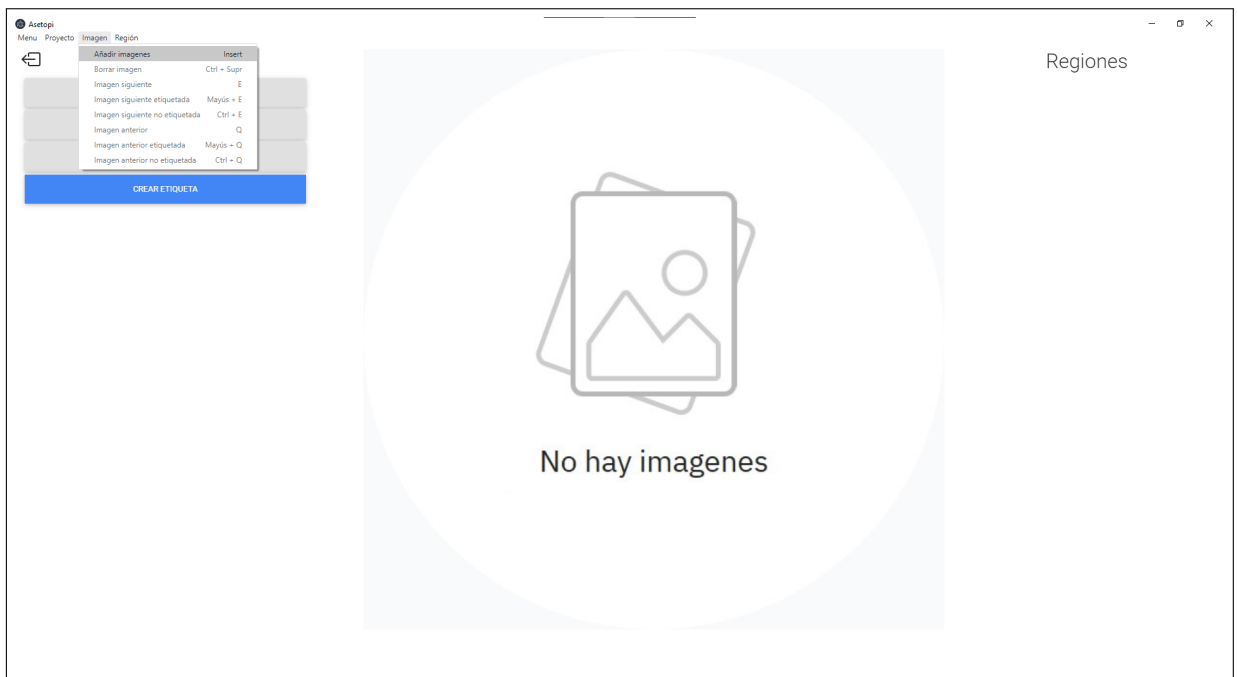 Asetopi
Menu Proyecto Imagen Región
Añadir imagenes Insert
Borrar imagen Ctrl + Supr
Imagen siguiente E
Imagen siguiente etiquetada Mayús + E
Imagen siguiente no etiquetada Ctrl + E
Imagen anterior Q
Imagen anterior etiquetada Mayús + Q
Imagen anterior no etiquetada Ctrl + Q
CREAR ETIQUETA
No hay imagenes
Regiones